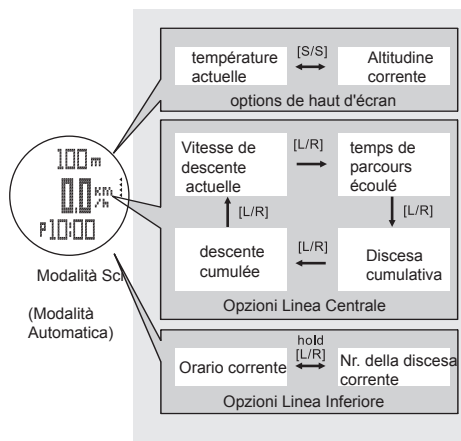 température
actuelle
[S/S]
Altitudine
corrente
options de haut d'écran
Vitesse de
descente
actuelle
[L/R]
temps de
parcours
écoulé
[L/R]
[L/R]
descente
cumulée
[L/R]
Discesa
cumulativa
Opzioni Linea Centrale
100 m
0.0 KM
/h
P10:00
Modalità Sci
(Modalità
Automatica)
Orario corrente
hold
[L/R]
Nr. della discesa
corrente
Opzioni Linea Inferiore